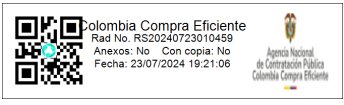 Colombia Compra Eficiente
Rad No. RS20240723010459
Anexos: No Con copia: No
Fecha: 23/07/2024 19:21:06
Agencia Nacional
de Contratación Pública
Colombia Compra Eficiente